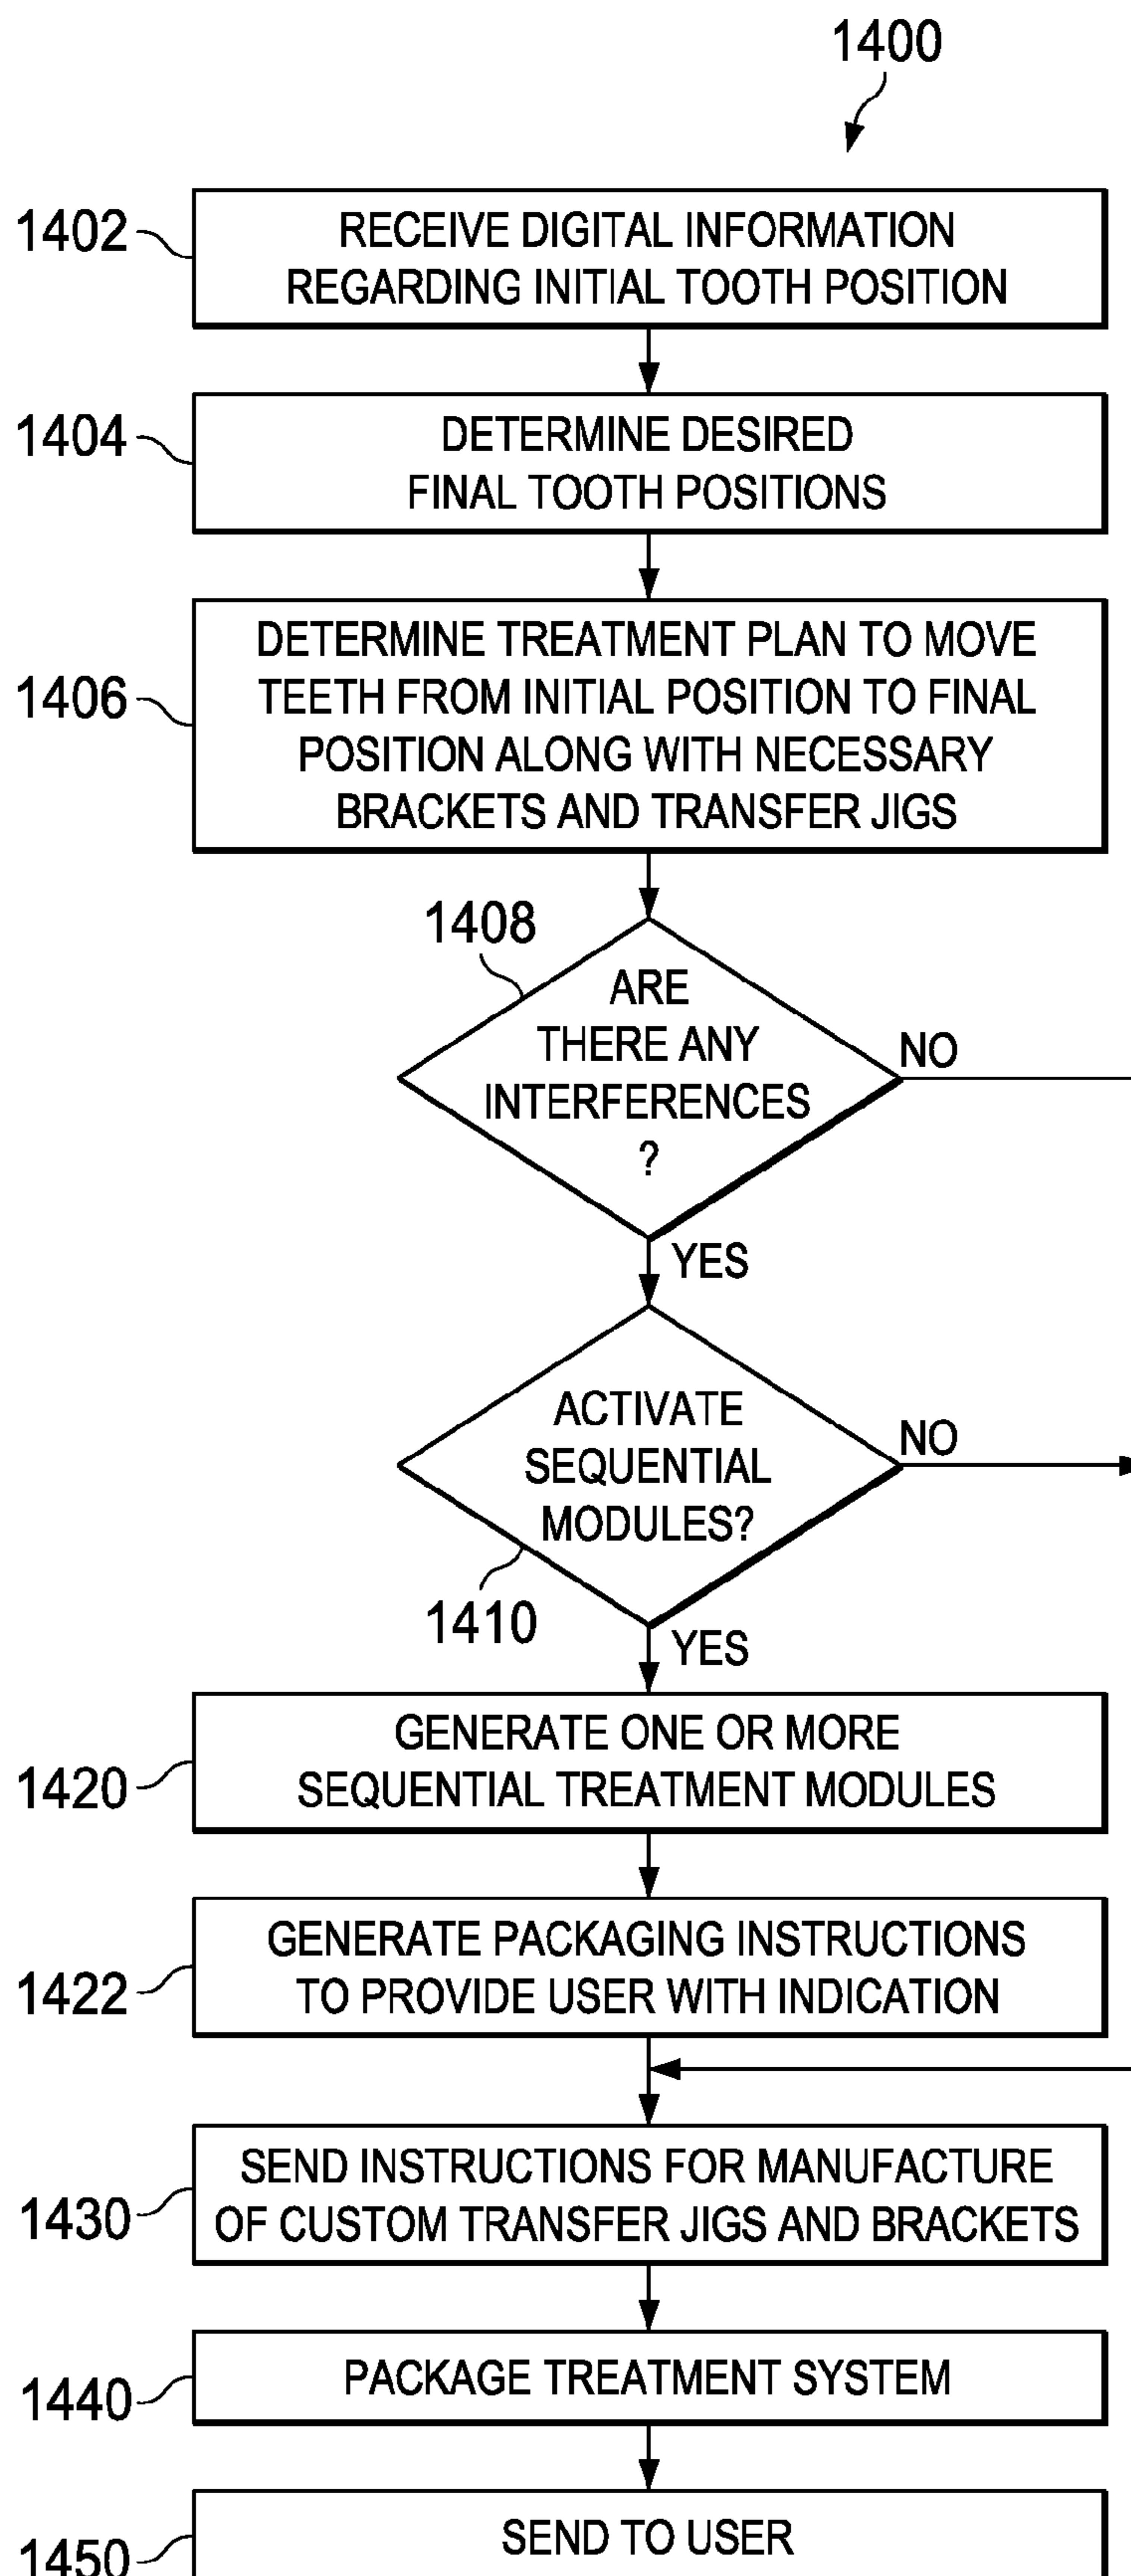 1400
1402
RECEIVE DIGITAL INFORMATION
REGARDING INITIAL TOOTH POSITION
1404
DETERMINE DESIRED
FINAL TOOTH POSITIONS
1406
DETERMINE TREATMENT PLAN TO MOVE
TEETH FROM INITIAL POSITION TO FINAL
POSITION ALONG WITH NECESSARY
BRACKETS AND TRANSFER JIGS
1408
ARE
THERE ANY
INTERFERENCES
?
NO
YES
ACTIVATE
SEQUENTIAL
MODULES?
NO
1410
YES
1420
GENERATE ONE OR MORE
SEQUENTIAL TREATMENT MODULES
1422
GENERATE PACKAGING INSTRUCTIONS
TO PROVIDE USER WITH INDICATION
1430
SEND INSTRUCTIONS FOR MANUFACTURE
OF CUSTOM TRANSFER JIGS AND BRACKETS
1440
PACKAGE TREATMENT SYSTEM
1450
SEND TO USER